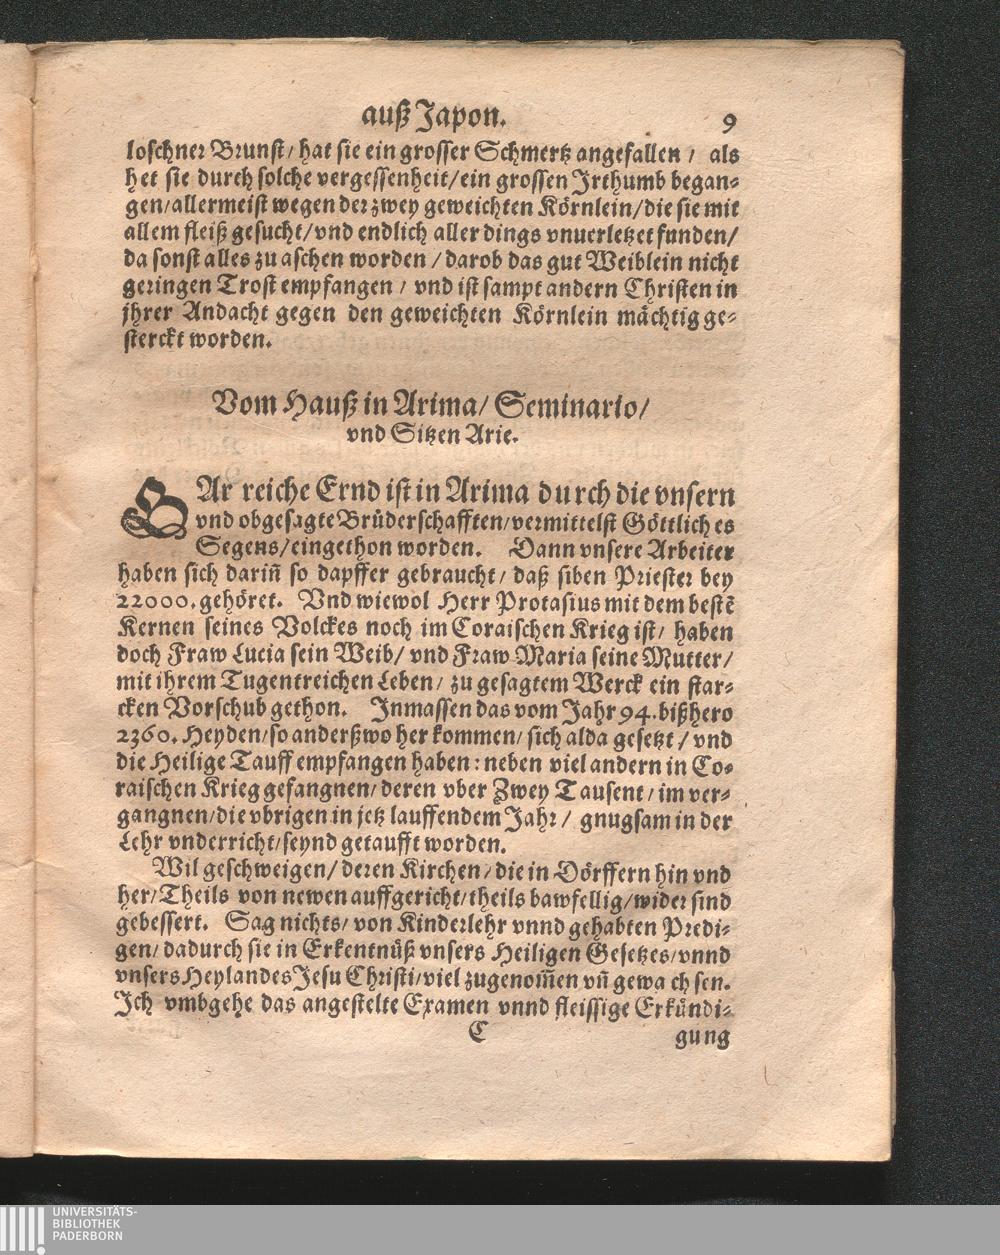 auß Japon. 9
loschner Brunst/ hat sie ein grosser Schmertz angefallen/ als
het sie durch solche vergessenheit/ein grossen Jrthumb began-
gen/allermeist wegen der zwey geweichten Körnlein/die sie mit
allem fleiß gesucht/vnd endlich aller dings vnuerletzet funden/
da sonst alles zu aschen worden/darob das gut Weiblein nicht
geringen Trost empfangen/ vnd ist sampt andern Christen in
jhrer Andacht gegen den geweichten Körnlein mächtig ge-
sterckt worden.
Vom Hauß in Arima/ Seminario/
vnd Sitzen Arie.
GAr reiche Ernd ist in Arima durch die vnsern
vnd obgesagte Brüderschafften/vermittelst Göttliches
Segens/eingethon worden. Dann vnsere Arbeiter
haben sich dariñ so dapffer gebraucht/ daß siben Priester bey
22000. gehöret. Vnd wiewol Herr Protasius mit dem bestẽ
Kernen seines Volckes noch im Coraischen Krieg ist/ haben
doch Fraw Lucia sein Weib/ vnd Fraw Maria seine Mutter/
mit ihrem Tugentreichen Leben/ zu gesagtem Werck ein star-
cken Vorschub gethon. Jnmassen das vom Jahr 94. bißhero
2360. Heyden/so anderßwo her kommen/ sich alda gesetzt/ vnd
die Heilige Tauff empfangen haben: neben viel andern in Co-
raischen Krieg gefangnen/deren vber Zwey Tausent/im ver-
gangnen/die vbrigen in jetz lauffendem Jahr/ gnugsam in der
Lehr vnderricht/seynd getaufft worden.
Wil geschweigen/ deren Kirchen/die in Dörffern hin vnd
her/Theils von newen auffgericht/theils bawfellig/wider sind
gebessert. Sag nichts/ von Kinderlehr vnnd gehabten Predi-
gen/ dadurch sie in Erkentnüß vnsers Heiligen Gesetzes/vnnd
vnsers Heylandes Jesu Christi/viel zugenom̃en vñ gewachsen.
Jch vmbgehe das angestelte Examen vnnd fleissige Erkündi-
C gung
UNIVERSITÄTS-
BIBLIOTHEK
PADERBORN